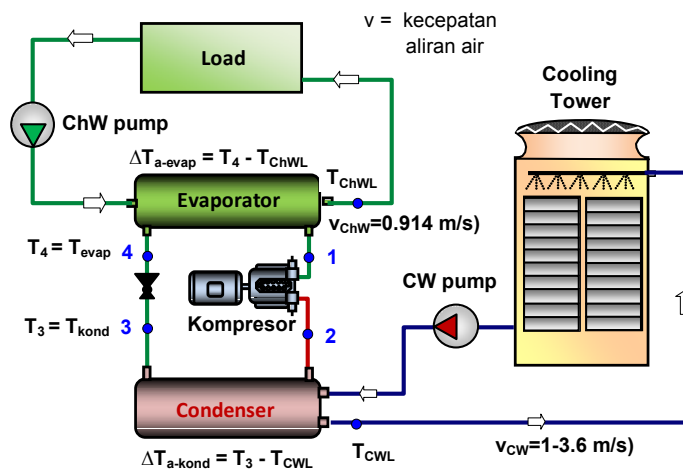 v = kecepatan
aliran air
Load
Cooling
Tower
ChW pump
ΔTa-evap = T4 - TChWL
TChWL
Evaporator
vChW=0.914 m/s)
T4 = Tevap
4
1
CW pump
Kompresor
T3 = Tkond
3
2
Condenser
TCWL
vCW=1-3.6 m/s)
ΔTa-kond = T3 - TCWL